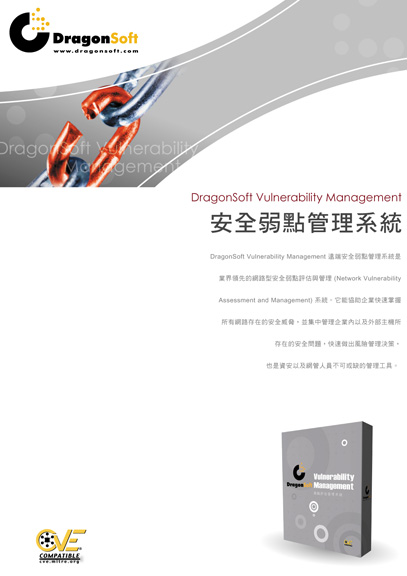 DragonSoft
www.dragonsoft.com
DragonSoft Vulnerability
Management
DragonSoft Vulnerability Management
安全弱點管理系統
DragonSoft Vulnerability Management 遠端安全弱點管理系統是
業界領先的網路型安全弱點評估與管理 (Network Vulnerability
Assessment and Management) 系統。它能協助企業快速掌握
所有網路存在的安全威脅，並集中管理企業內以及外部主機所
存在的安全問題，快速做出風險管理決策。
也是資安以及網管人員不可或缺的管理工具。
Vulnerability
DragonSoft Management
CVE
COMPATIBLE
cve.mitre.org